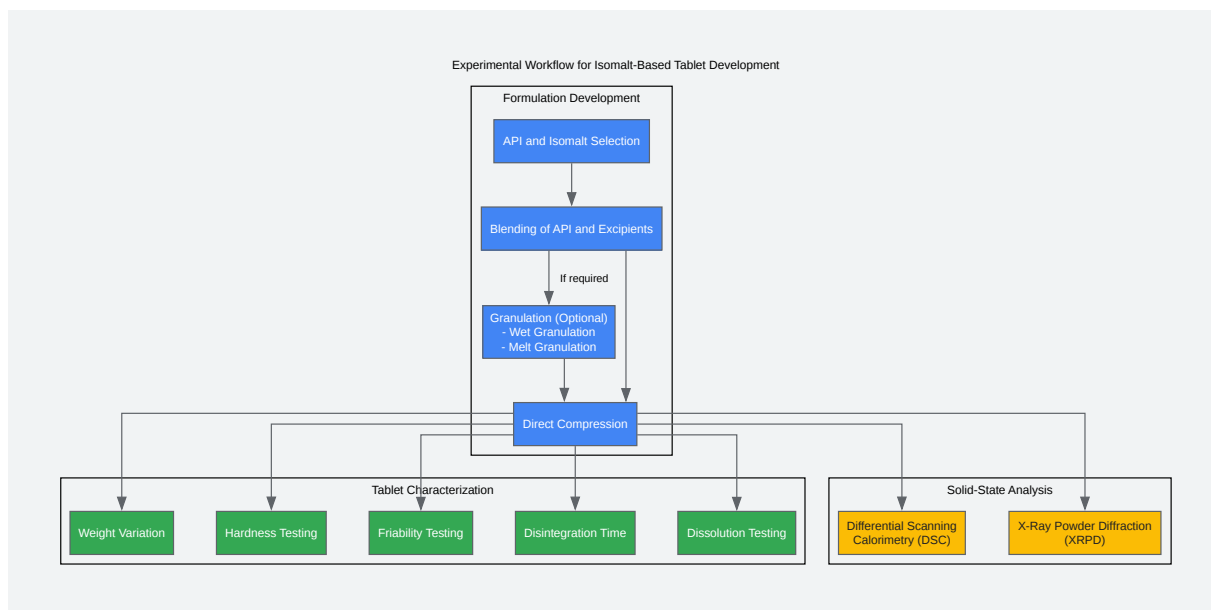 Experimental Workflow for Isomalt-Based Tablet Development
Formulation Development
API and Isomalt Selection
Blending of API and Excipients
If required
Granulation (Optional)
- Wet Granulation
- Melt Granulation
Direct Compression
Tablet Characterization
Weight Variation
Hardness Testing
Friability Testing
Disintegration Time
Dissolution Testing
Solid-State Analysis
Differential Scanning
Calorimetry (DSC)
X-Ray Powder Diffraction
(XRPD)